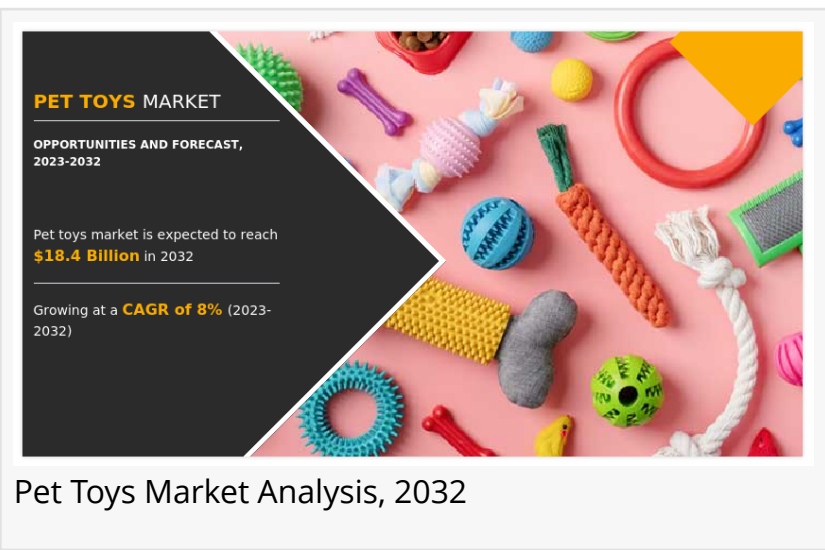 PET TOYS MARKET
OPPORTUNITIES AND FORECAST,
2023-2032
Pet toys market is expected to reach
$18.4 Billion in 2032
Growing at a CAGR of 8% (2023-
2032)
Pet Toys Market Analysis, 2032